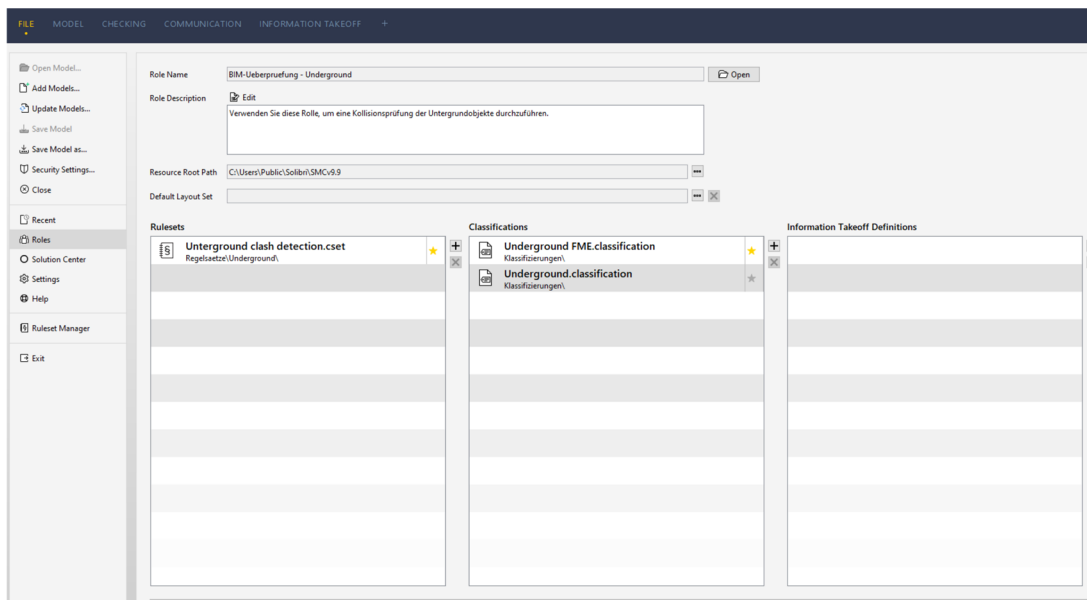 FILE MODEL CHECKING COMMUNICATION INFORMATION TAKEOFF +
Open Model...
Add Models...
Update Models...
Save Model
Save Model as...
Security Settings...
Close
Recent
Roles
Solution Center
Settings
Help
Ruleset Manager
Exit
Role Name BIM-Ueberpruefung - Underground Open
Role Description Edit
Verwenden Sie diese Rolle, um eine Kollisionsprüfung der Untergrundobjekte durchzuführen.
Resource Root Path C:\Users\Public\Solibri\SMCv9.9
Default Layout Set
Rulesets
Unterground clash detection.cset
Regelsaetze\Underground\
Classifications
Underground FME.classification
Klassifizierungen\
Underground.classification
Klassifizierungen\
Information Takeoff Definitions